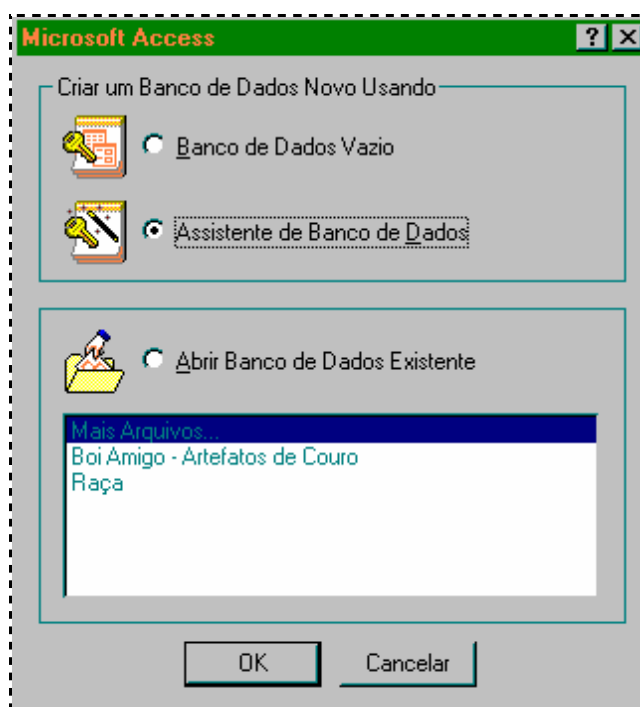 Microsoft Access
Criar um Banco de Dados Novo Usando
Banco de Dados Vazio
Assistente de Banco de Dados
Abrir Banco de Dados Existente
Mais Arquivos...
Boi Amigo - Artefatos de Couro
Raça
OK Cancelar